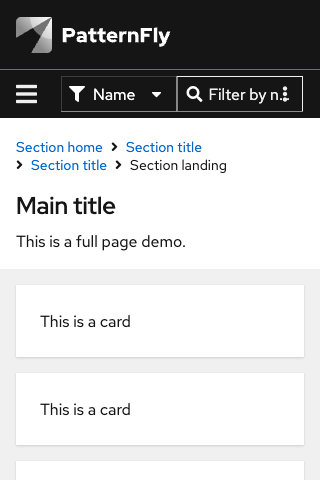 PatternFly
Name
Filter by n...
Section home > Section title
> Section title > Section landing
Main title
This is a full page demo.
This is a card
This is a card